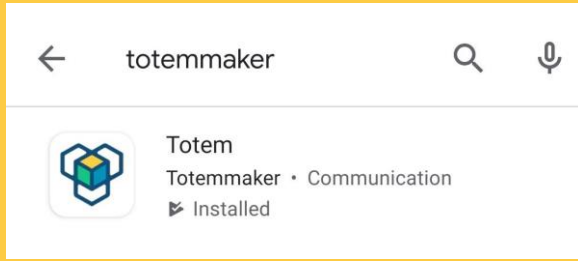 totemmaker
Totem
Totemmaker • Communication
Installed